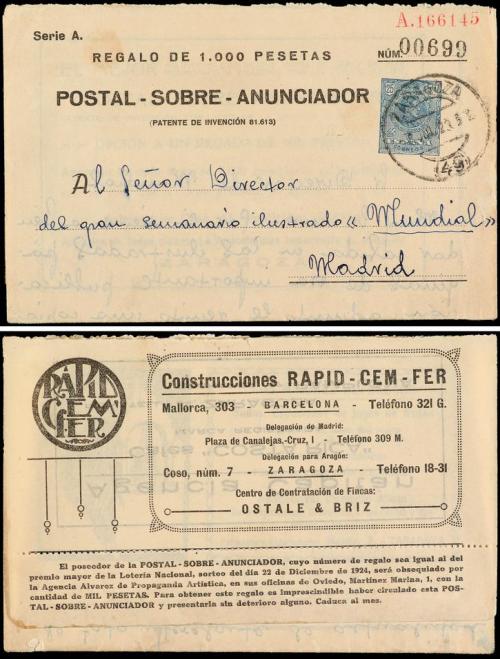 A.166145
Serie A.
REGALO DE 1.000 PESETAS
NÚM. 00699
POSTAL - SOBRE - ANUNCIADOR
(PATENTE DE INVENCIÓN 81.613)
ZARAGOZA
(49)
CORREOS
Al Señor Director
del gran semanario ilustrado « Mundial »
Madrid
RÁPID
CEM
FER
Construcciones RAPID - CEM - FER
Mallorca, 303 - BARCELONA - Teléfono 321 G.
Delegación de Madrid:
Plaza de Canalejas.-Cruz, 1 - Teléfono 309 M.
Delegación para Aragón:
Coso, núm. 7 - ZARAGOZA - Teléfono 18-31
Centro de Contratación de Fincas:
OSTALE & BRIZ
El poseedor de la POSTAL - SOBRE - ANUNCIADOR, cuyo número de regalo sea igual al del
premio mayor de la Lotería Nacional, sorteo del día 22 de Diciembre de 1924, será obsequiado por
la Agencia Alvarez de Propaganda Artística, en sus oficinas de Oviedo, Martínez Marina, 1, con la
cantidad de MIL PESETAS. Para obtener este regalo es imprescindible haber circulado esta POS-
TAL - SOBRE - ANUNCIADOR y presentarla sin deterioro alguno. Caduca al mes.